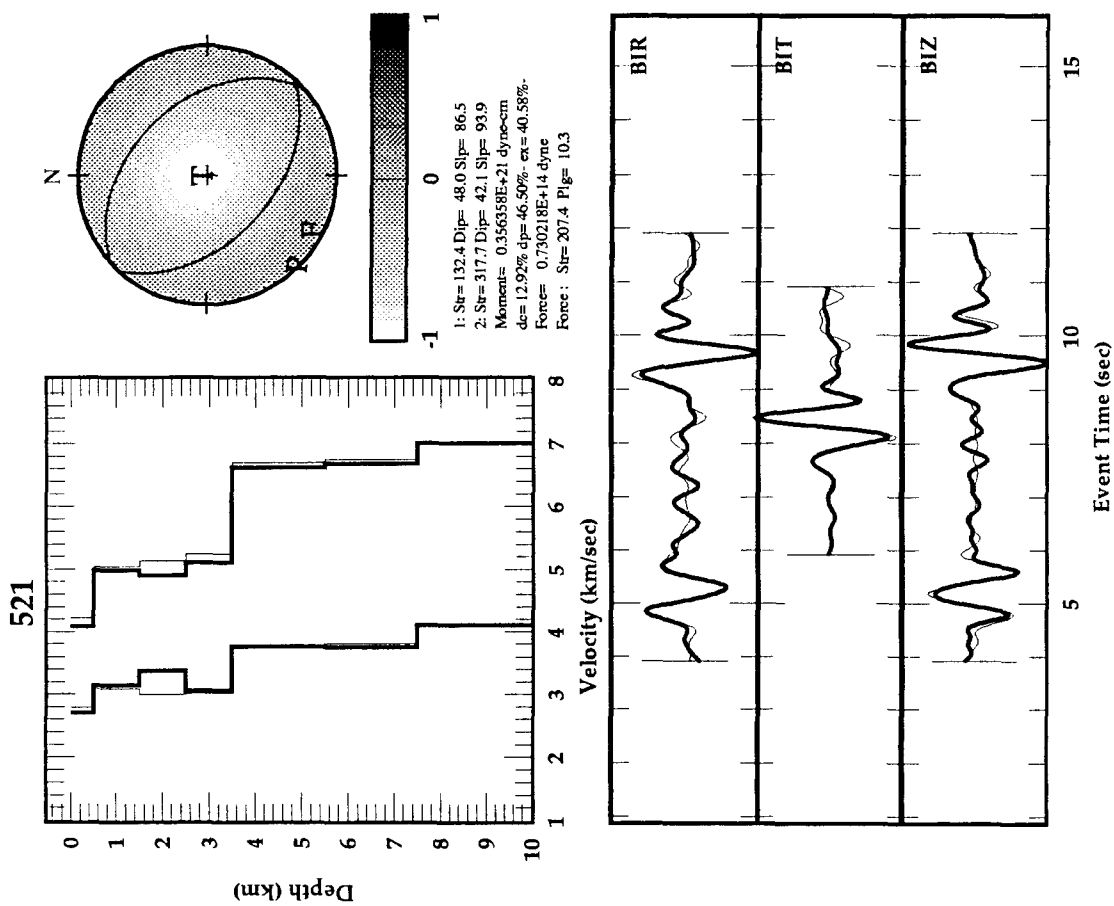 521
Depth (km)
0 1 2 3 4 5 6 7 8 9 10
1 2 3 4 5 6 7 8
Velocity (km/sec)
N
T
P F
-1 0 1
1: Str= 132.4 Dip= 48.0 Slp= 86.5
2: Str= 317.7 Dip= 42.1 Slp= 93.9
Moment= 0.356358E+21 dyne-cm
dc= 12.92% dp= 46.50%- ex= 40.58%-
Force= 0.730218E+14 dyne
Force : Str= 207.4 Plg= 10.3
BIR
BIT
BIZ
5 10 15
Event Time (sec)